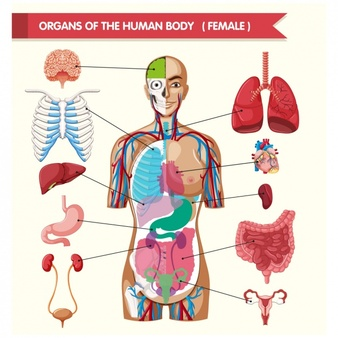 ORGANS OF THE HUMAN BODY ( FEMALE )